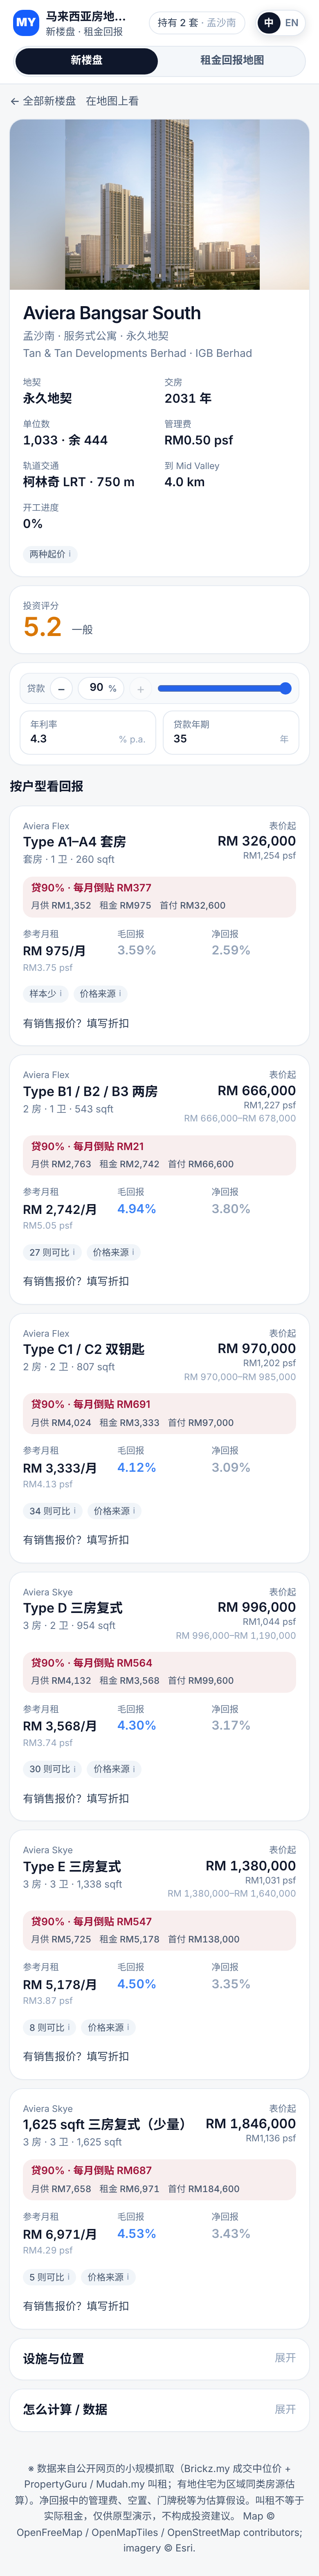 MY
马来西亚房地...
新楼盘 · 租金回报
持有 2 套 · 孟沙南
中
EN
新楼盘
租金回报地图
← 全部新楼盘 在地图上看
Aviera Bangsar South
孟沙南 · 服务式公寓 · 永久地契
Tan & Tan Developments Berhad · IGB Berhad
地契
交房
永久地契
2031 年
单位数
管理费
1,033 · 余 444
RM0.50 psf
轨道交通
到 Mid Valley
柯林奇 LRT · 750 m
4.0 km
开工进度
0%
两种起价 i
投资评分
5.2 一般
贷款 − 90 % +
年利率
贷款年期
4.3 % p.a.
35 年
按户型看回报
Aviera Flex
表价起
Type A1–A4 套房
RM 326,000
套房 · 1 卫 · 260 sqft
RM1,254 psf
贷90% · 每月倒贴 RM377
月供 RM1,352 租金 RM975 首付 RM32,600
参考月租 毛回报 净回报
RM 975/月 3.59% 2.59%
RM3.75 psf
样本少 i 价格来源 i
有销售报价？填写折扣
Aviera Flex
表价起
Type B1 / B2 / B3 两房
RM 666,000
2 房 · 1 卫 · 543 sqft
RM1,227 psf
RM 666,000–RM 678,000
贷90% · 每月倒贴 RM21
月供 RM2,763 租金 RM2,742 首付 RM66,600
参考月租 毛回报 净回报
RM 2,742/月 4.94% 3.80%
RM5.05 psf
27 则可比 i 价格来源 i
有销售报价？填写折扣
Aviera Flex
表价起
Type C1 / C2 双钥匙
RM 970,000
2 房 · 2 卫 · 807 sqft
RM1,202 psf
RM 970,000–RM 985,000
贷90% · 每月倒贴 RM691
月供 RM4,024 租金 RM3,333 首付 RM97,000
参考月租 毛回报 净回报
RM 3,333/月 4.12% 3.09%
RM4.13 psf
34 则可比 i 价格来源 i
有销售报价？填写折扣
Aviera Skye
表价起
Type D 三房复式
RM 996,000
3 房 · 2 卫 · 954 sqft
RM1,044 psf
RM 996,000–RM 1,190,000
贷90% · 每月倒贴 RM564
月供 RM4,132 租金 RM3,568 首付 RM99,600
参考月租 毛回报 净回报
RM 3,568/月 4.30% 3.17%
RM3.74 psf
30 则可比 i 价格来源 i
有销售报价？填写折扣
Aviera Skye
表价起
Type E 三房复式
RM 1,380,000
3 房 · 3 卫 · 1,338 sqft
RM1,031 psf
RM 1,380,000–RM 1,640,000
贷90% · 每月倒贴 RM547
月供 RM5,725 租金 RM5,178 首付 RM138,000
参考月租 毛回报 净回报
RM 5,178/月 4.50% 3.35%
RM3.87 psf
8 则可比 i 价格来源 i
有销售报价？填写折扣
Aviera Skye
表价起
1,625 sqft 三房复式（少量）
RM 1,846,000
3 房 · 3 卫 · 1,625 sqft
RM1,136 psf
贷90% · 每月倒贴 RM687
月供 RM7,658 租金 RM6,971 首付 RM184,600
参考月租 毛回报 净回报
RM 6,971/月 4.53% 3.43%
RM4.29 psf
5 则可比 i 价格来源 i
有销售报价？填写折扣
设施与位置 展开
怎么计算 / 数据 展开
※ 数据来自公开网页的小规模抓取（Brickz.my 成交中位价 +
PropertyGuru / Mudah.my 叫租）；有地住宅为区域同类房源估
算）。净回报中的管理费、空置、门牌税等为估算假设。叫租不等于
实际租金，仅供原型演示，不构成投资建议。 Map ©
OpenFreeMap / OpenMapTiles / OpenStreetMap contributors;
imagery © Esri.